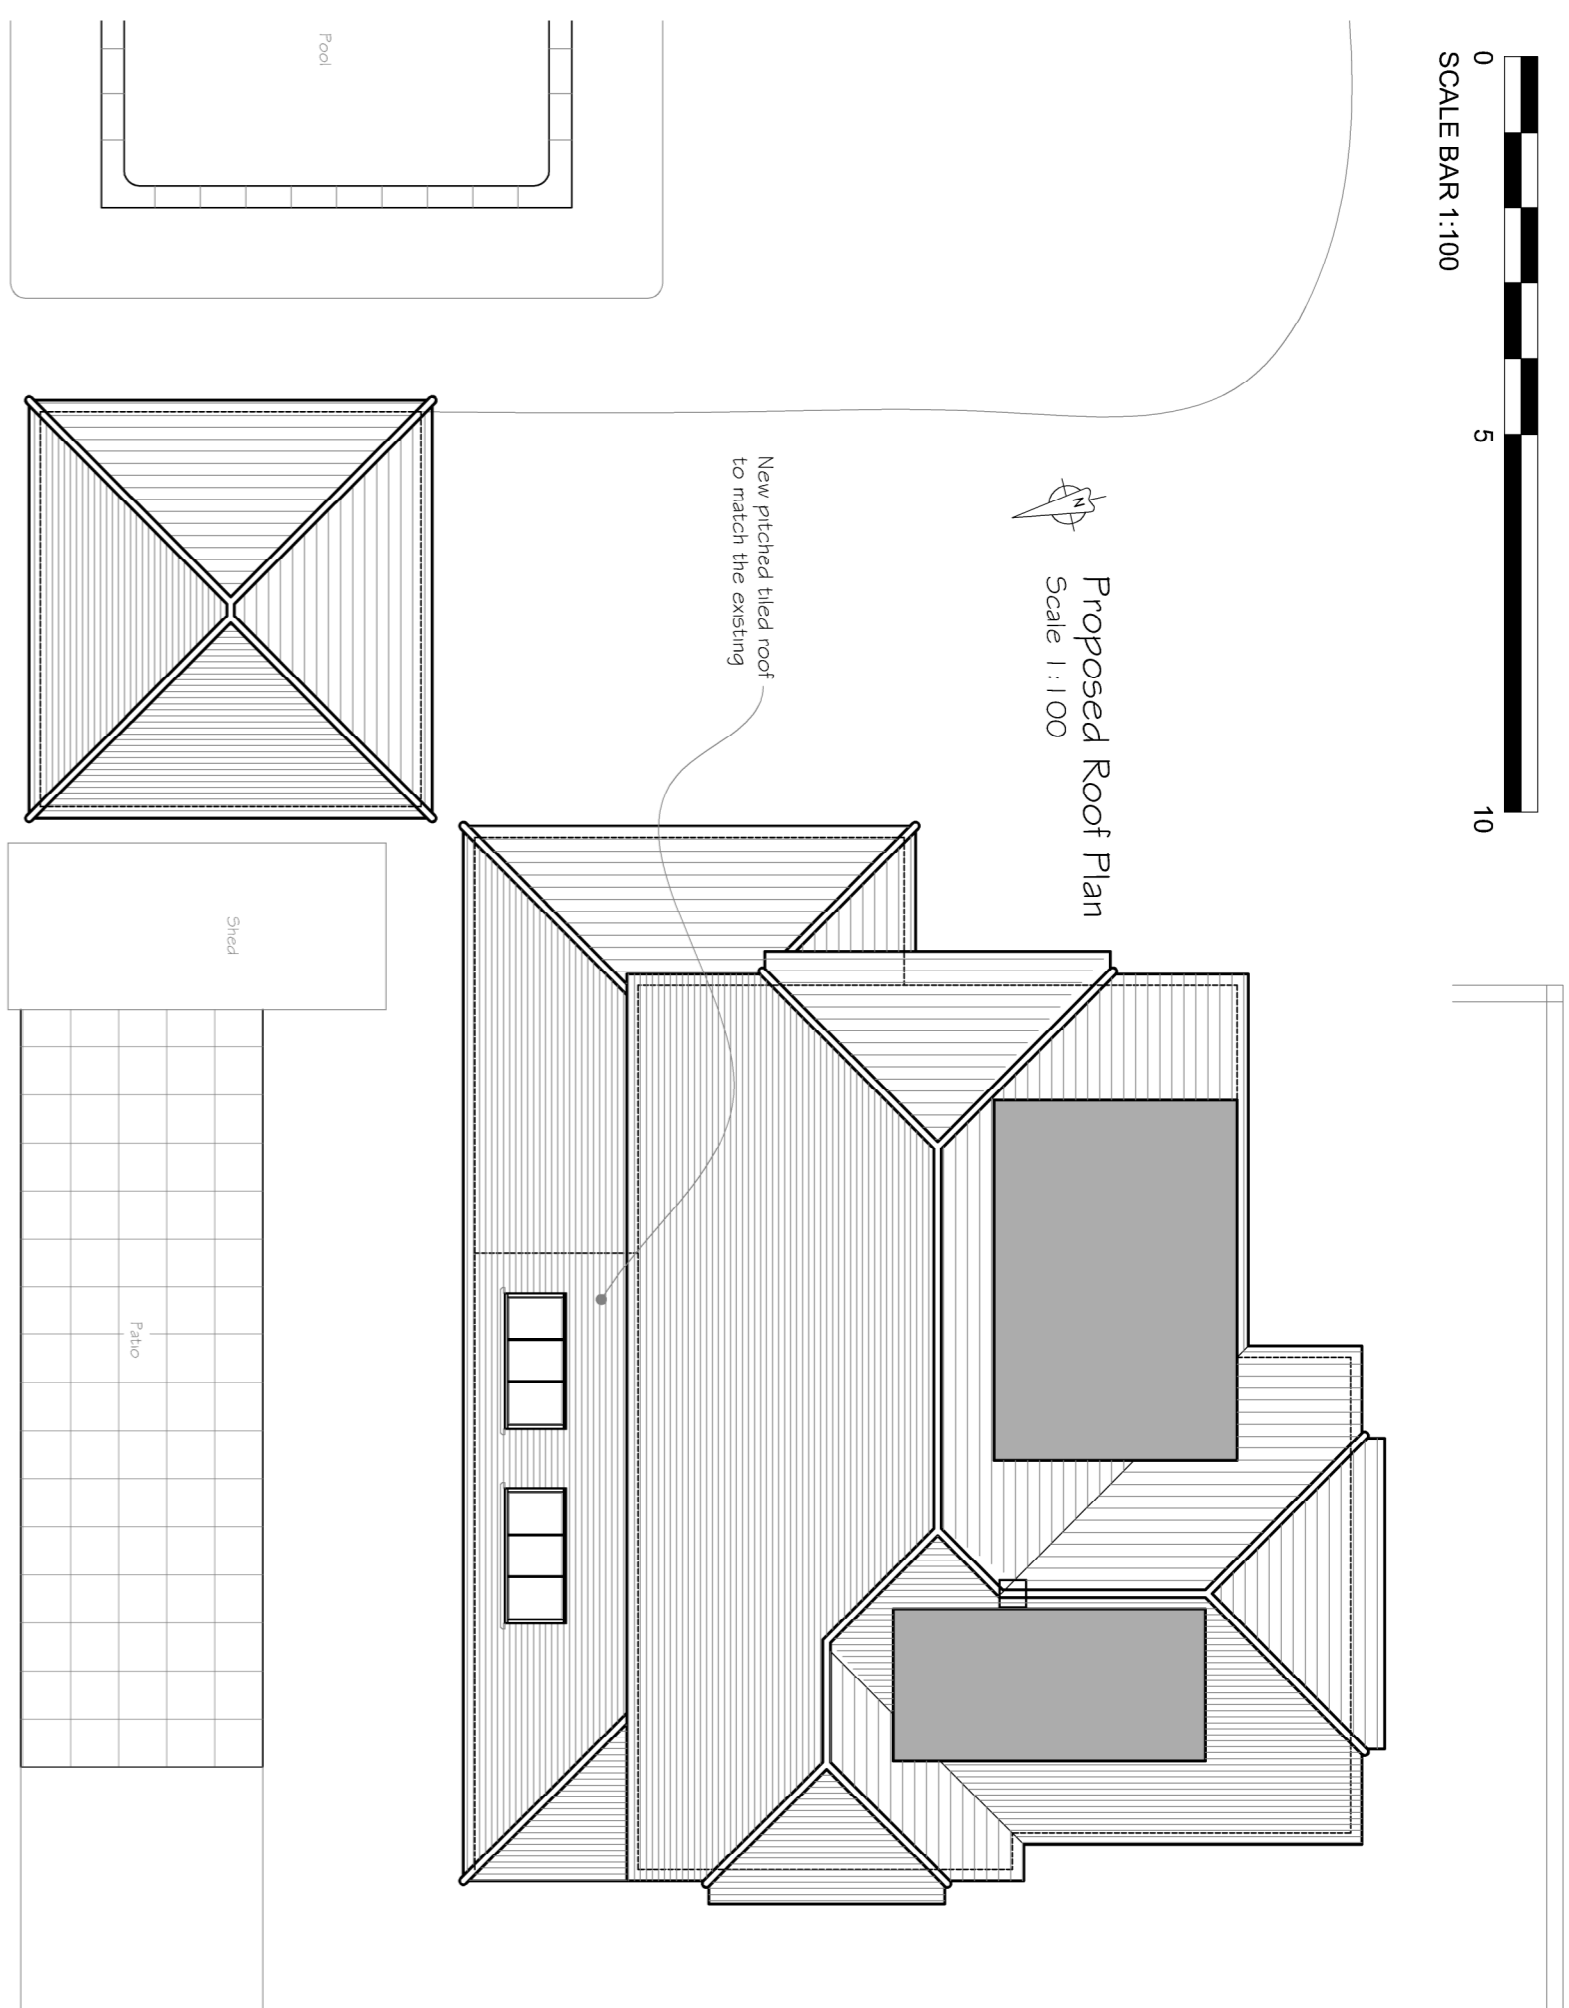 0
5
10
SCALE BAR 1:100
Proposed Roof Plan
Scale 1:100
N
New pitched tiled roof
to match the existing
Pool
Shed
Patio